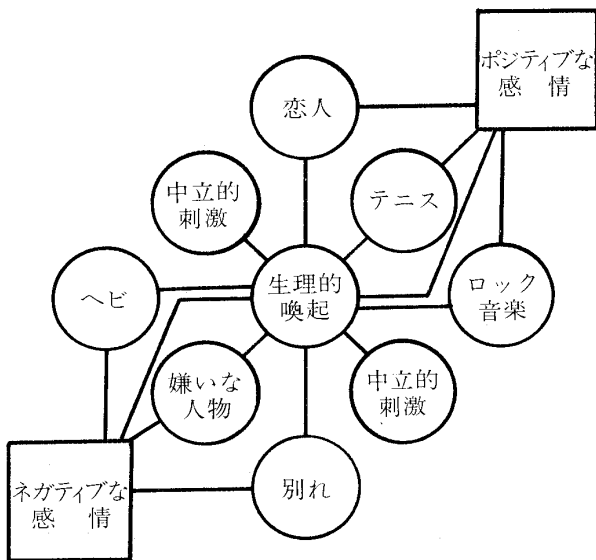 ポジティブな
感情
恋人
中立的
刺激
テニス
ヘビ
生理的
喚起
ロック
音楽
嫌いな
人物
中立的
刺激
ネガティブな
感情
別れ